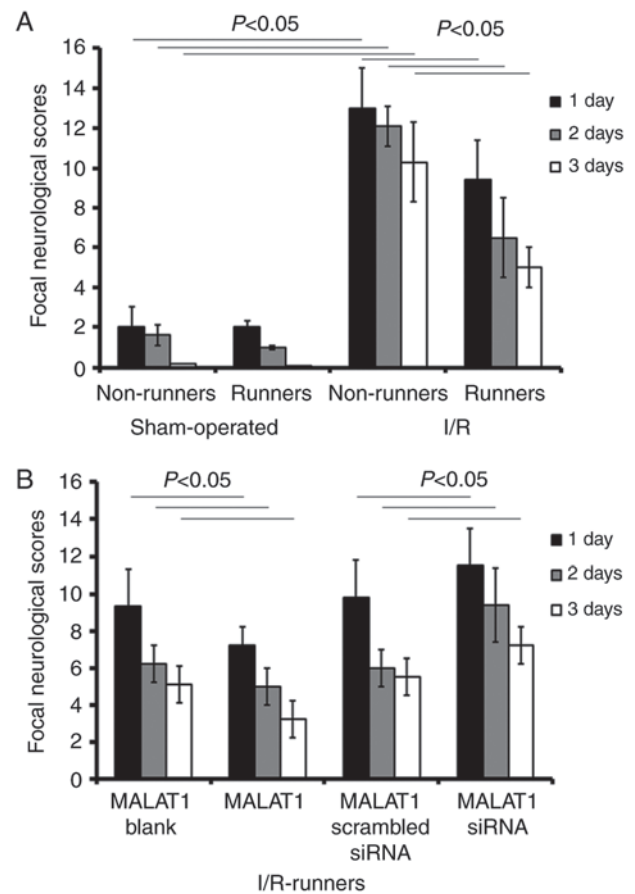 A
P<0.05
P<0.05
Focal neurological scores
16
14
12
10
8
6
4
2
0
1 day
2 days
3 days
Non-runners Runners Non-runners Runners
Sham-operated I/R
B
P<0.05
P<0.05
Focal neurological scores
16
14
12
10
8
6
4
2
0
1 day
2 days
3 days
MALAT1 MALAT1 MALAT1 MALAT1
blank scrambled siRNA
siRNA
I/R-runners